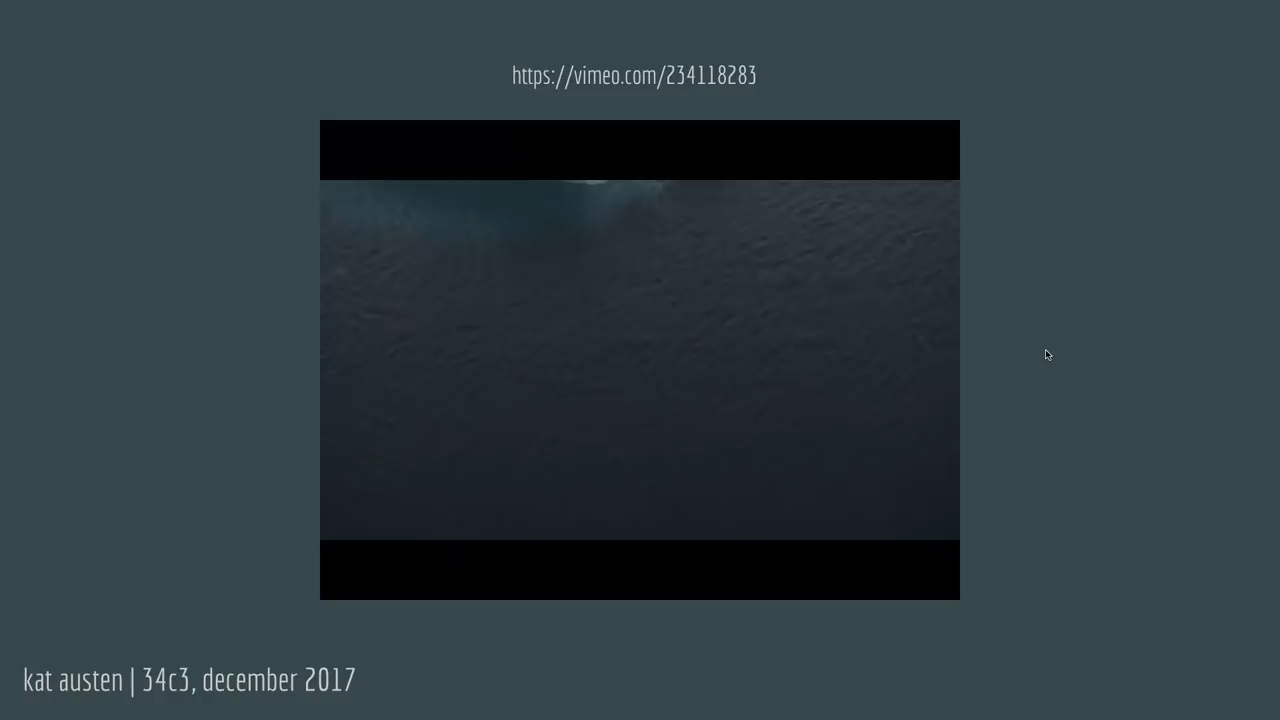 https://vimeo.com/234118283
kat austen | 34c3, december 2017